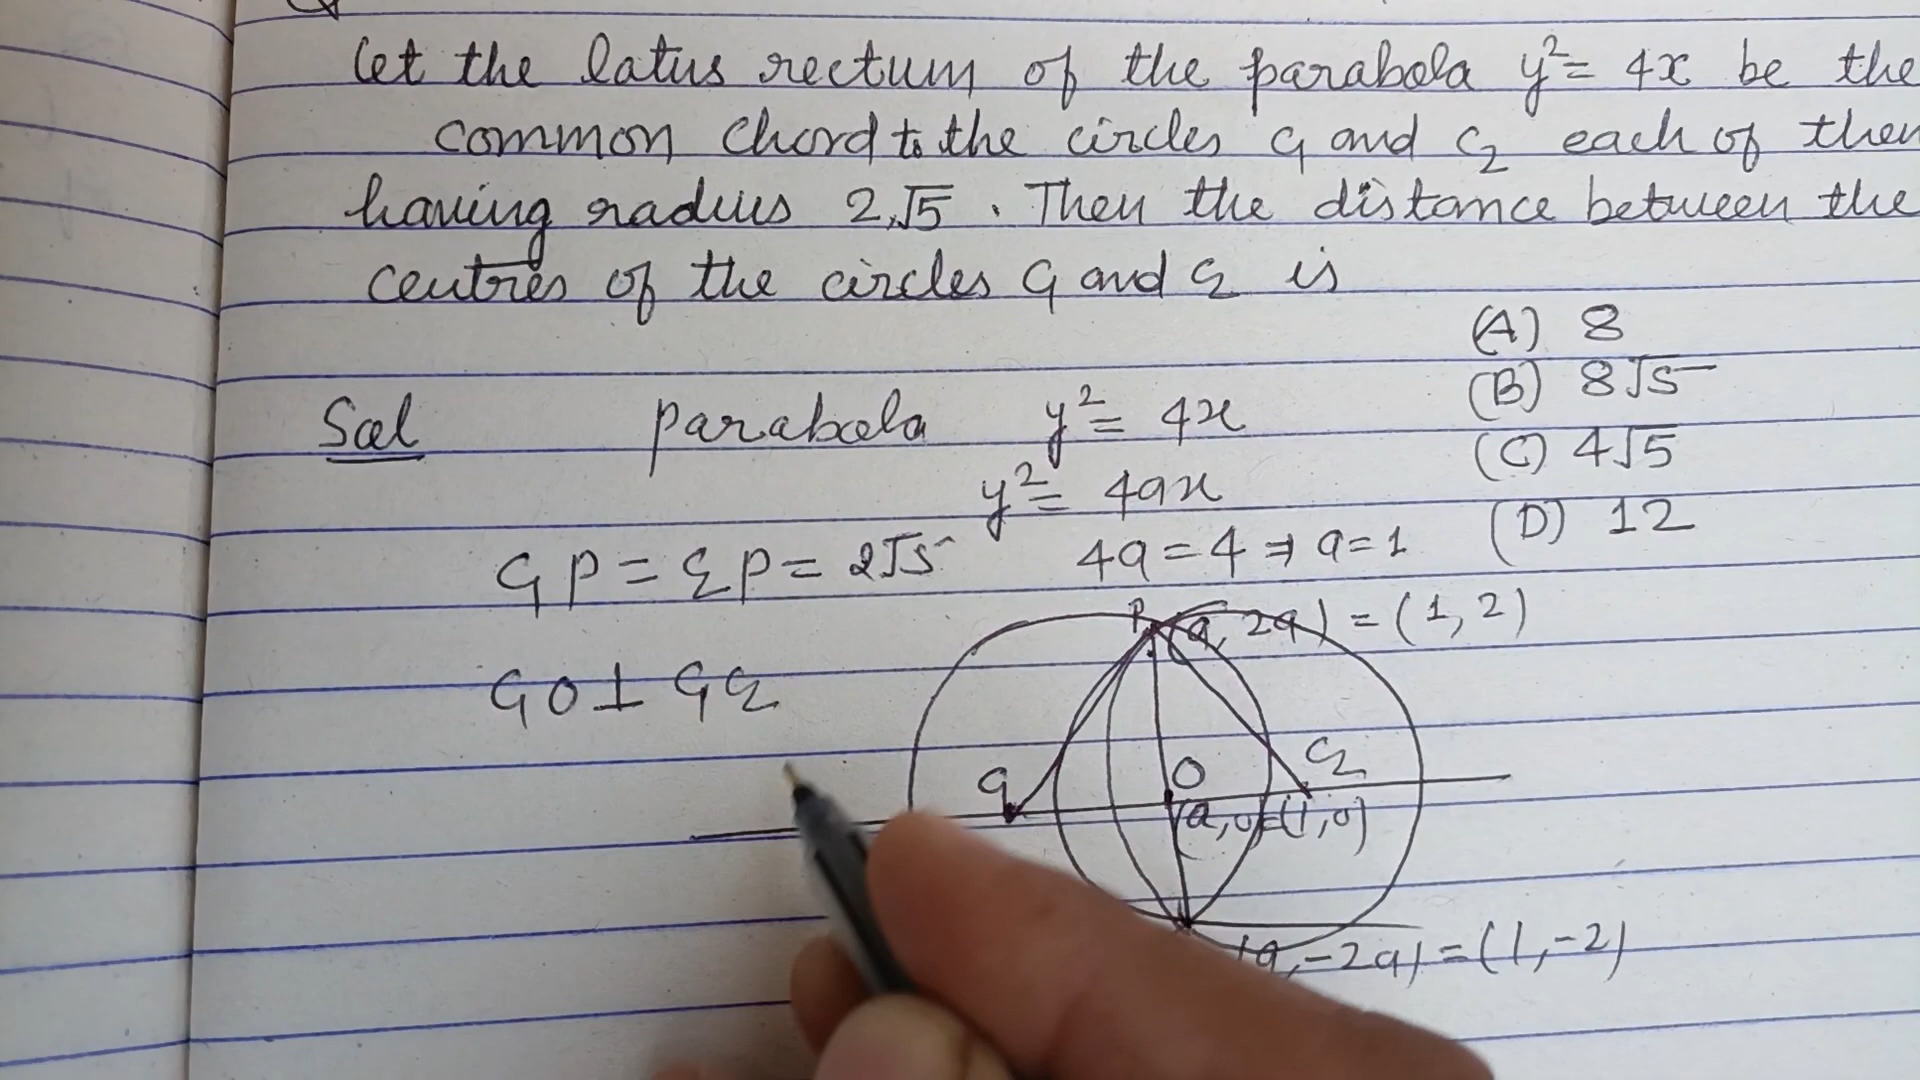 Let the latus rectum of the parabola y² = 4x be the
common chord to the circles C₁ and C₂ each of them
having radius 2√5 . Then the distance between the
centres of the circles C₁ and C₂ is
(A) 8
(B) 8√5
(C) 4√5
(D) 12
Sol parabola y² = 4x
y² = 4ax
C₁P = C₂P = 2√5 4a = 4 ⇒ a = 1
P (a, 2a) = (1, 2)
C₁O ⊥ C₁C₂
C₁ O C₂
(a, 0) = (1, 0)
(a, -2a) = (1, -2)